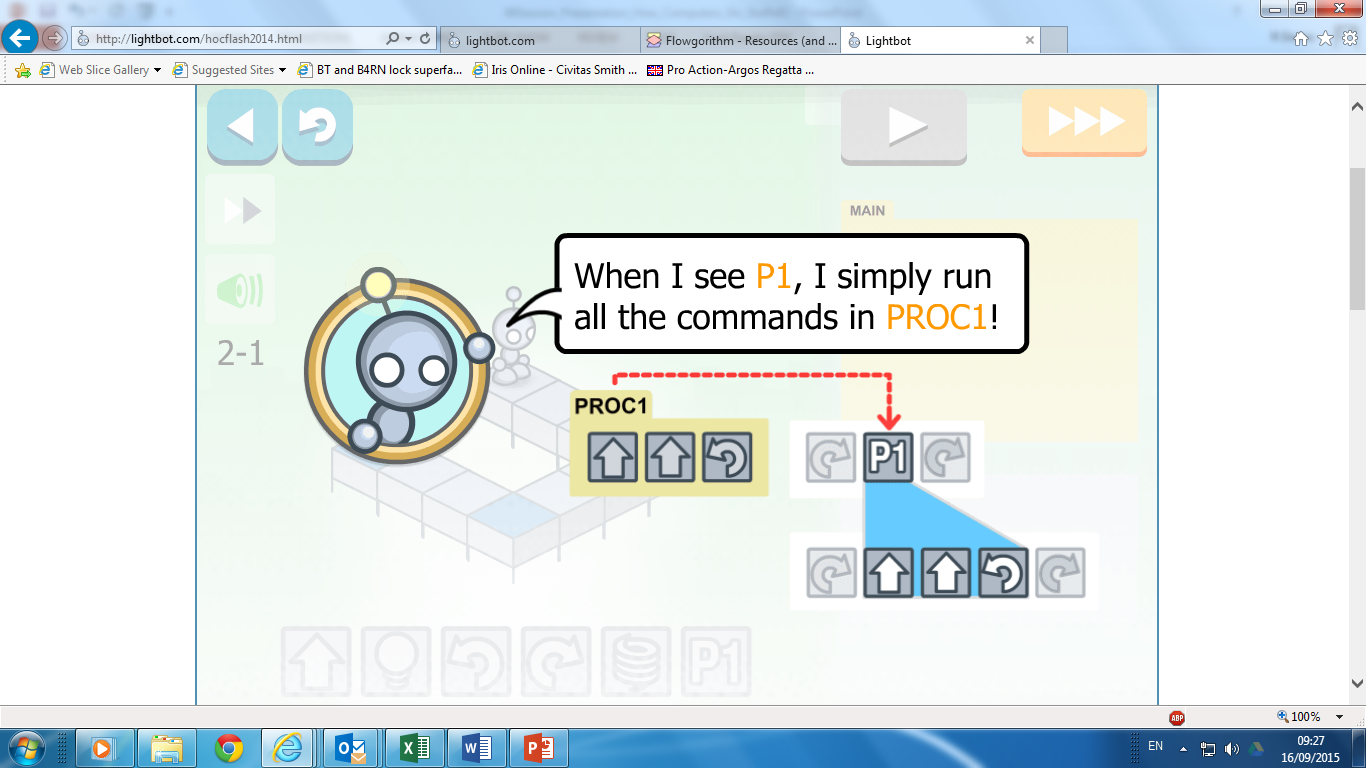 http://lightbot.com/hocflash2014.html
lightbot.com
Flowgorithm - Resources (and ...
Lightbot
Web Slice Gallery
Suggested Sites
BT and B4RN lock superfa...
Iris Online - Civitas Smith ...
Pro Action-Argos Regatta ...
MAIN
When I see P1, I simply run
all the commands in PROC1!
2-1
PROC1
P1
P1
ABP
100%
EN
09:27
16/09/2015